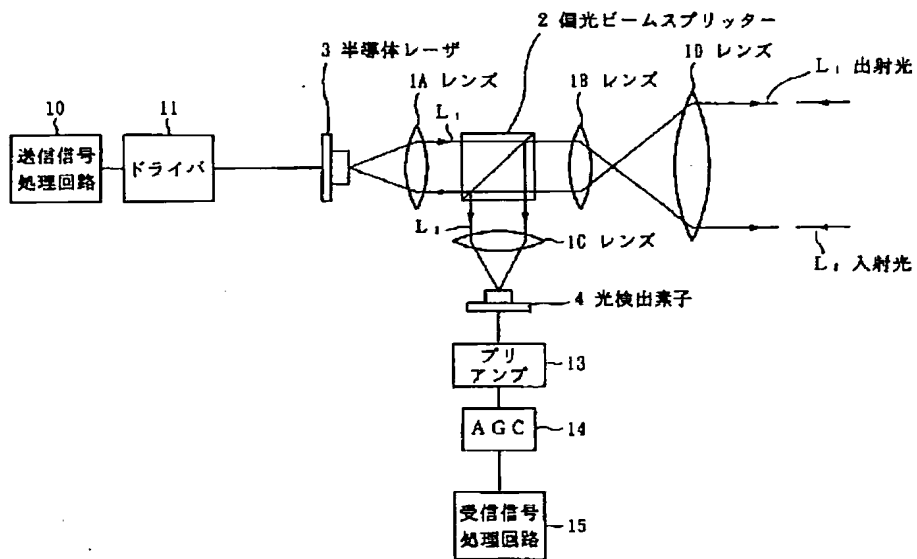 2 偏光ビームスプリッター
3 半導体レーザ
1A レンズ
1B レンズ
1D レンズ
L₁ 出射光
10
11
L₁
送信信号
処理回路
ドライバ
L₂
1C レンズ
L₂ 入射光
4 光検出素子
プリ
アンプ
13
AGC
14
受信信号
処理回路
15